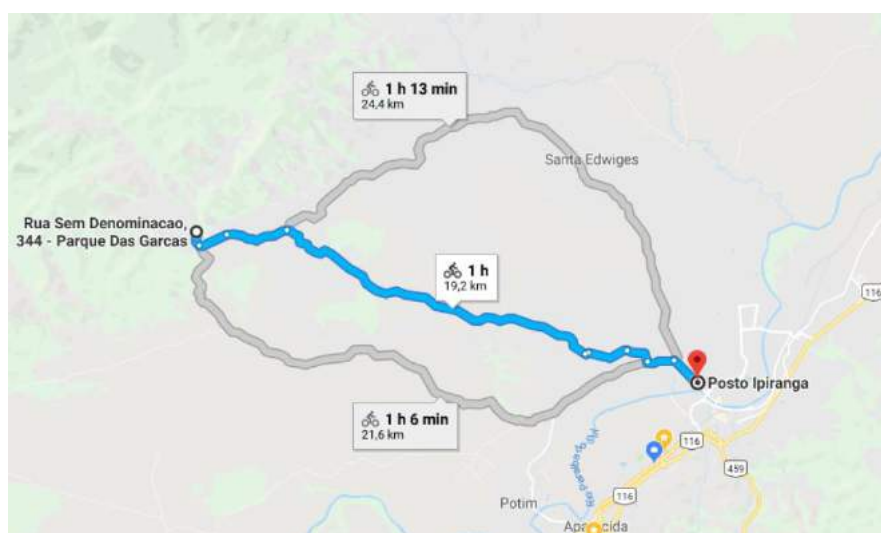 1 h 13 min
24,4 km
Santa Edwiges
Rua Sem Denominacao,
344 - Parque Das Garcas
1 h
19,2 km
116
Posto Ipiranga
1 h 6 min
21,6 km
116
459
116
Potim
Aparecida